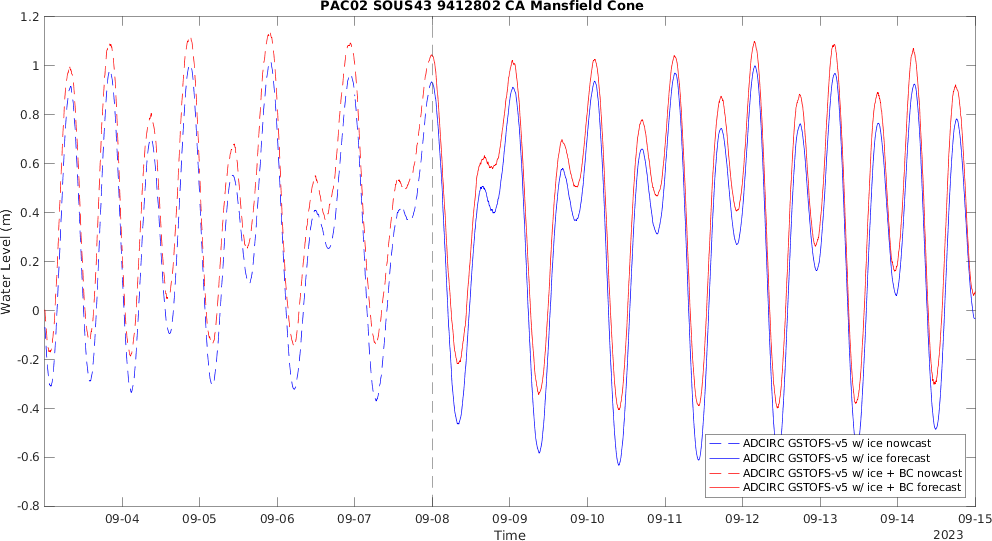 PAC02 SOUS43 9412802 CA Mansfield Cone
1.2
1
0.8
0.6
0.4
0.2
0
-0.2
-0.4
-0.6
-0.8
Water Level (m)
ADCIRC GSTOFS-v5 w/ ice nowcast
ADCIRC GSTOFS-v5 w/ ice forecast
ADCIRC GSTOFS-v5 w/ ice + BC nowcast
ADCIRC GSTOFS-v5 w/ ice + BC forecast
09-04 09-05 09-06 09-07 09-08 09-09 09-10 09-11 09-12 09-13 09-14 09-15
Time
2023